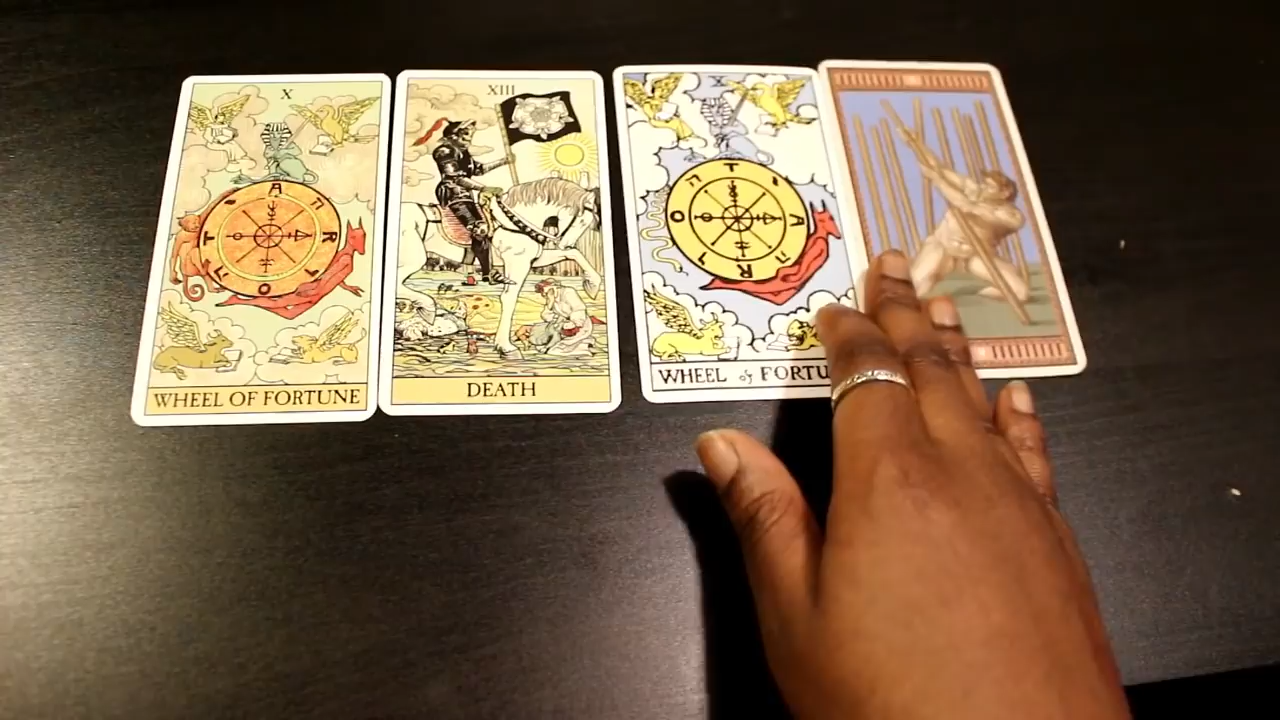 X
WHEEL OF FORTUNE
XIII
DEATH
X
WHEEL of FORTU